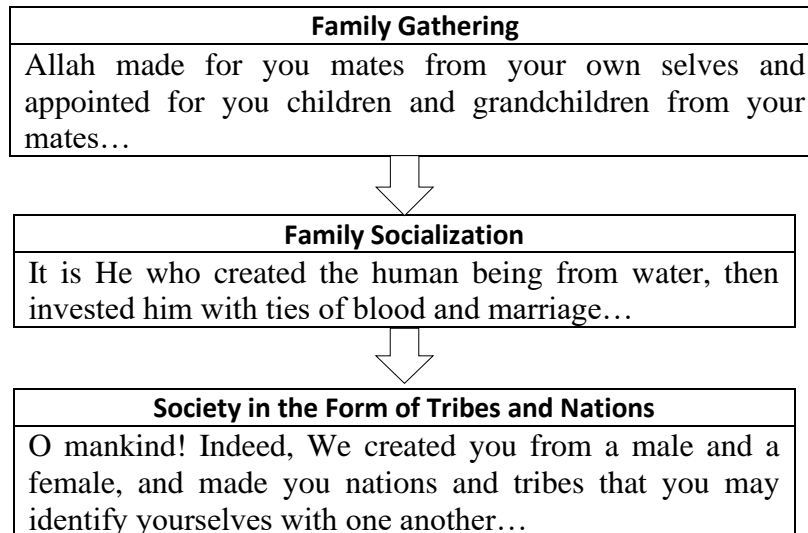 Family Gathering
Allah made for you mates from your own selves and
appointed for you children and grandchildren from your
mates…
Family Socialization
It is He who created the human being from water, then
invested him with ties of blood and marriage…
Society in the Form of Tribes and Nations
O mankind! Indeed, We created you from a male and a
female, and made you nations and tribes that you may
identify yourselves with one another…